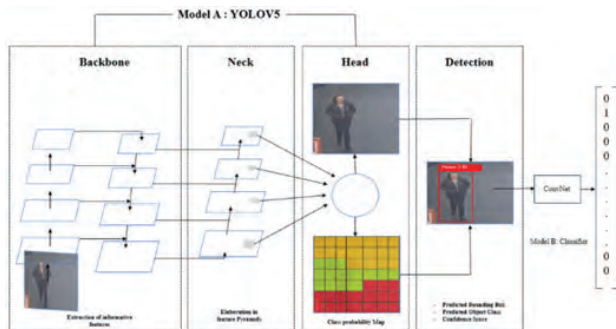 Model A : YOLOV5
Backbone
Neck
Head
Detection
ConvNet
Model B: Classifier
0
1
0
0
0
0
0
Extraction of informative
features
Elaboration in
feature Pyramids
Class probability Map
- Predicted Bounding Box
- Predicted Object Class
- Confidence Score